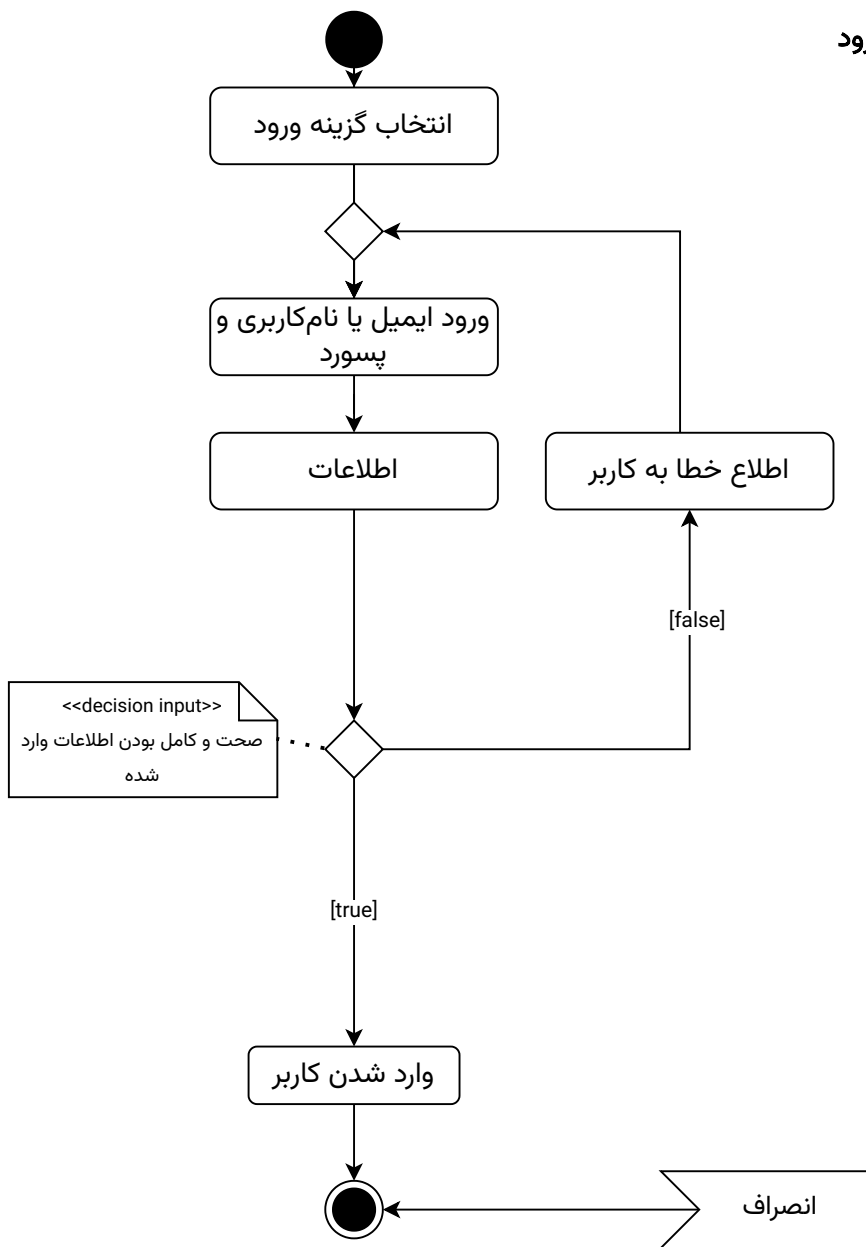 انتخاب گزینه ورود
ورود ایمیل یا نام‌کاربری و
پسورد
اطلاعات
اطلاع خطا به کاربر
[false]
<<decision input>>
صحت و کامل بودن اطلاعات وارد
شده
[true]
وارد شدن کاربر
انصراف